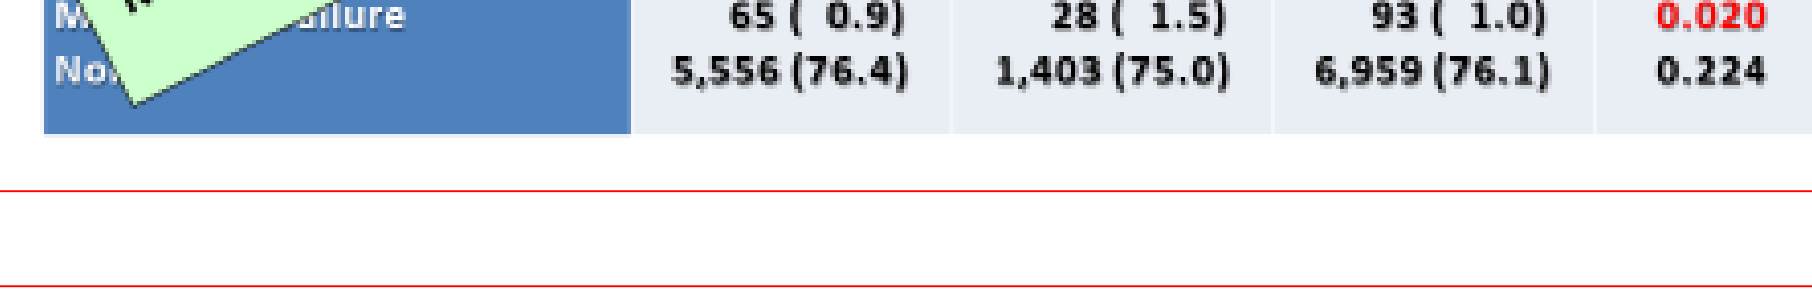 65 ( 0.9) 28 ( 1.5) 93 ( 1.0) 0.020
5,556 (76.4) 1,403 (75.0) 6,959 (76.1) 0.224